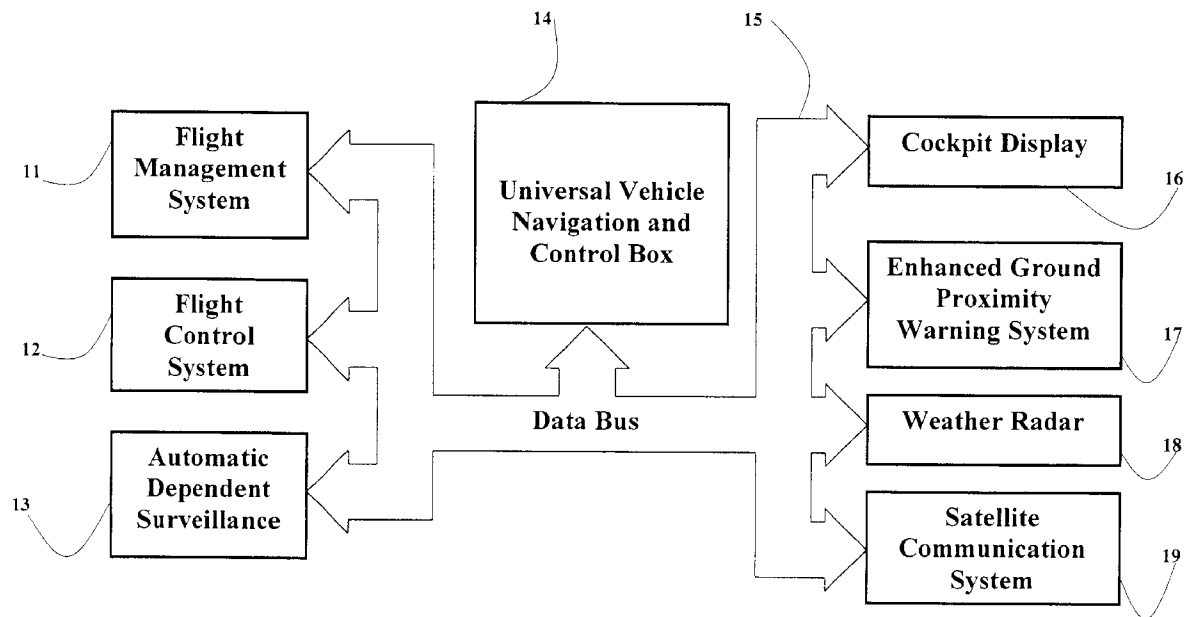 14
15
11
Flight
Management
System
Universal Vehicle
Navigation and
Control Box
Cockpit Display
16
12
Flight
Control
System
Enhanced Ground
Proximity
Warning System
17
Data Bus
Weather Radar
18
13
Automatic
Dependent
Surveillance
Satellite
Communication
System
19